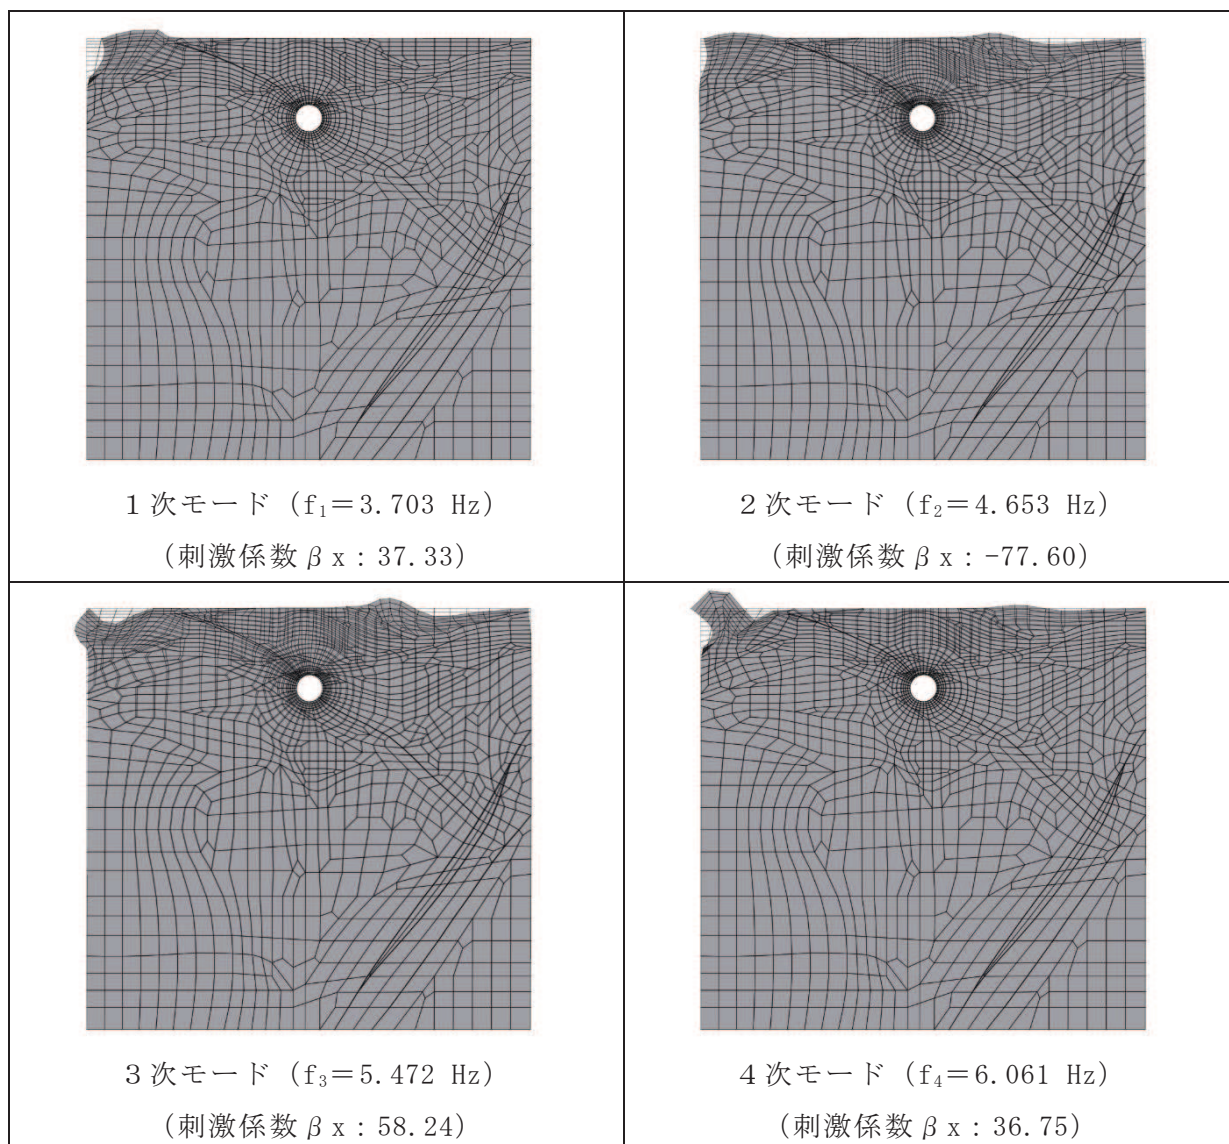 1次モード (f₁＝3.703 Hz)
(刺激係数βx：37.33)
2次モード (f₂＝4.653 Hz)
(刺激係数βx：-77.60)
3次モード (f₃＝5.472 Hz)
(刺激係数βx：58.24)
4次モード (f₄＝6.061 Hz)
(刺激係数βx：36.75)